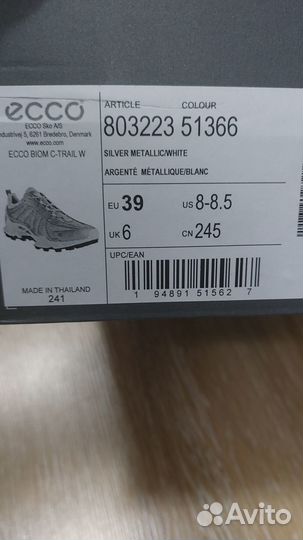 ecco
ECCO Sko A/S
Industrivej 5, 6261 Bredebro, Denmark
www.ecco.com
ECCO BIOM C-TRAIL W
MADE IN THAILAND
241
ARTICLE COLOUR
803223 51366
SILVER METALLIC/WHITE
ARGENTÉ MÉTALLIQUE/BLANC
EU 39 US 8-8.5
UK 6 CN 245
UPC/EAN
1 94891 51562 7
Avito